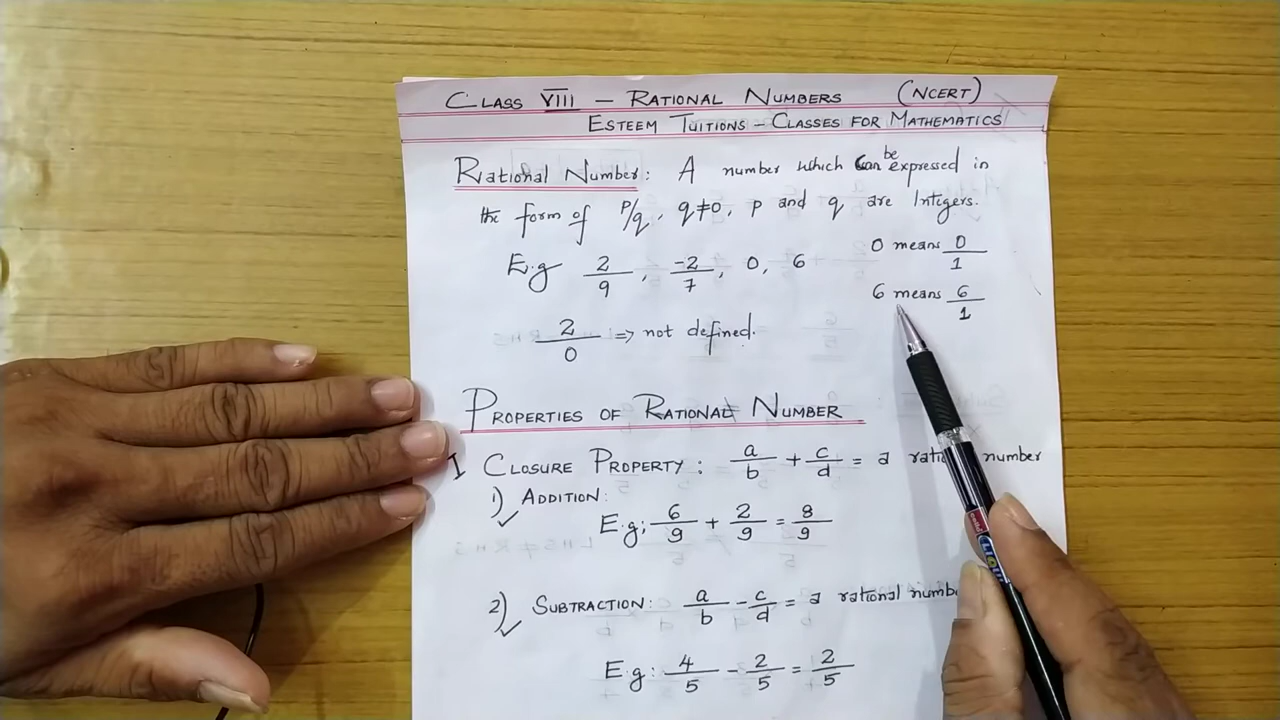 CLASS VIII – RATIONAL NUMBERS (NCERT)
ESTEEM TUITIONS – CLASSES FOR MATHEMATICS
Rational Number: A number which Can be expressed in
the form of p/q, q≠0, p and q are Integers.
E.g 2/9, -2/7, 0, 6
0 means 0/1
6 means 6/1
2/0 => not defined.
PROPERTIES OF RATIONAL NUMBER
I CLOSURE PROPERTY: a/b + c/d = a number
1) ADDITION:
E.g; 6/9 + 2/9 = 8/9
2) SUBTRACTION: a/b - c/d = a rational
E.g: 4/5 - 2/5 = 2/5